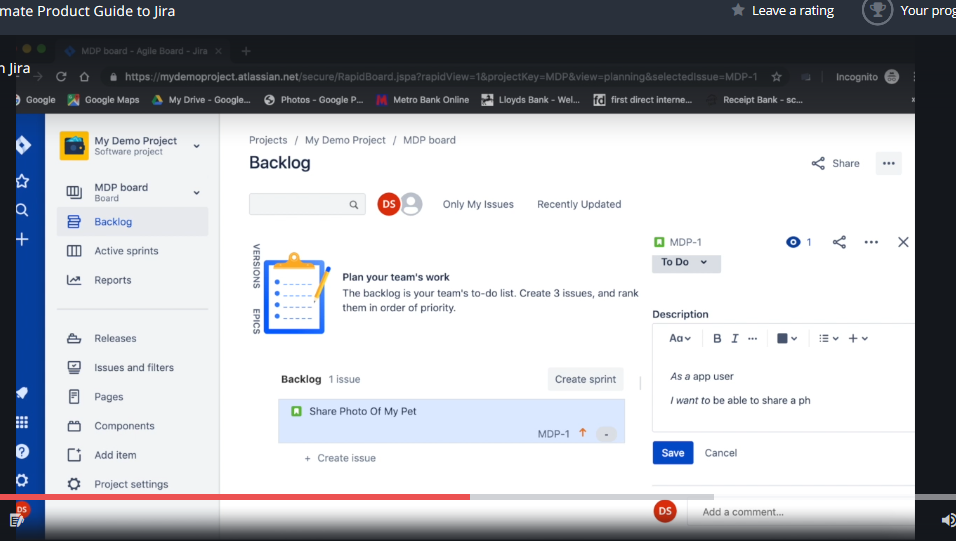 mate Product Guide to Jira
Leave a rating
Your prog
n Jira
MDP board - Agile Board - Jira
https://mydemoproject.atlassian.net/secure/RapidBoard.jspa?rapidView=1&projectKey=MDP&view=planning&selectedIssue=MDP-1
Incognito
Google
Google Maps
My Drive - Google...
Photos - Google P...
Metro Bank Online
Lloyds Bank - Wel...
first direct interne...
Receipt Bank - sc...
My Demo Project
Software project
MDP board
Board
Backlog
Active sprints
Reports
Releases
Issues and filters
Pages
Components
Add item
Project settings
DS
Projects / My Demo Project / MDP board
Backlog
Share
DS
Only My Issues
Recently Updated
VERSIONS
EPICS
Plan your team's work
The backlog is your team's to-do list. Create 3 issues, and rank
them in order of priority.
Backlog 1 issue
Create sprint
Share Photo Of My Pet
MDP-1
-
+ Create issue
MDP-1
1
To Do
Description
Aa
B I ...
As a app user
I want to be able to share a ph
Save
Cancel
DS
Add a comment...